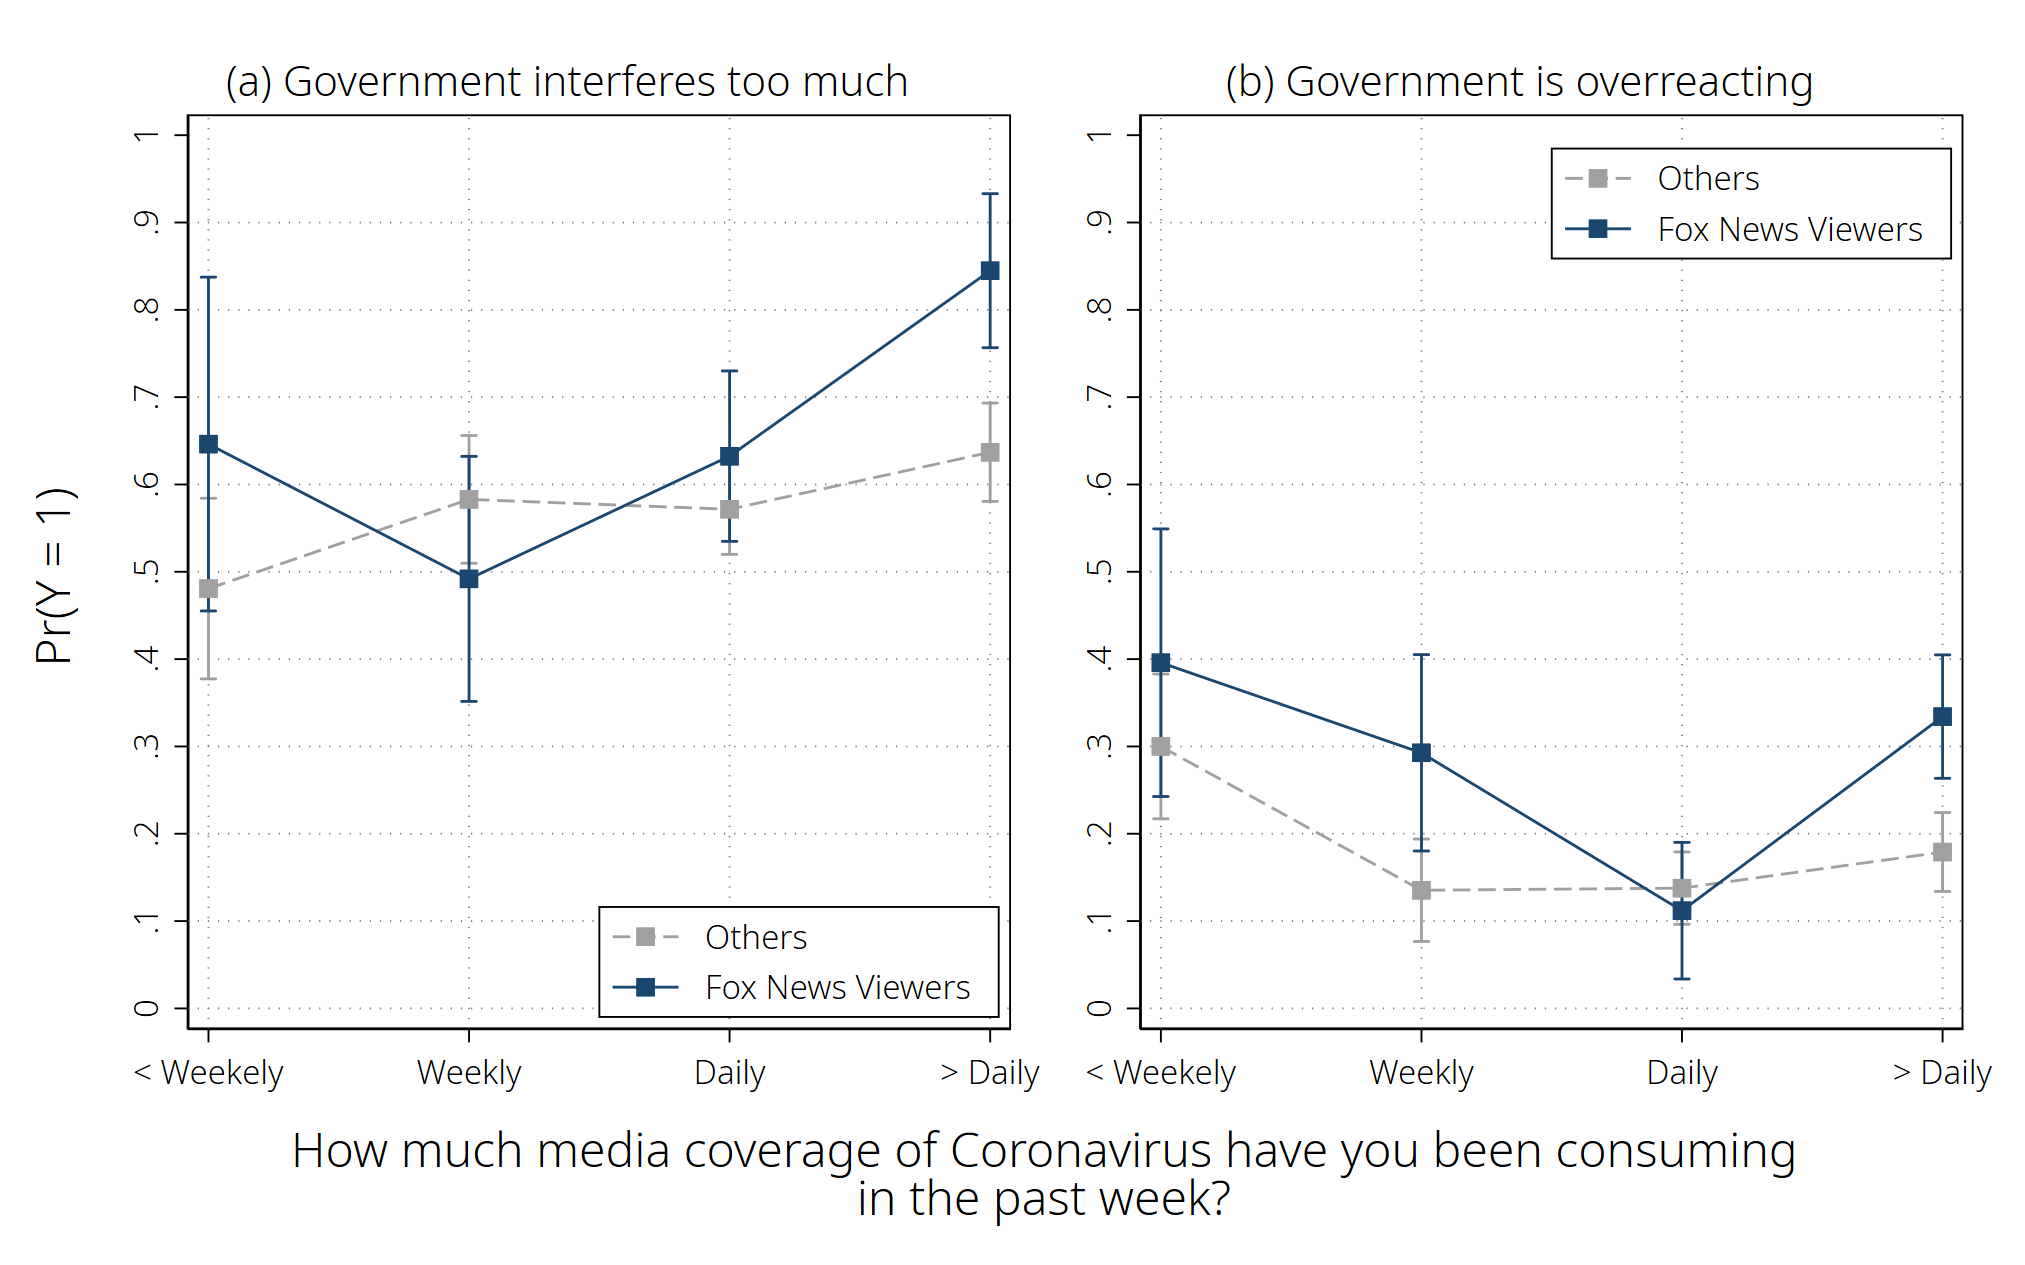 (a) Government interferes too much
1
.9
.8
.7
.6
.5
.4
.3
.2
.1
0
Pr(Y = 1)
Others
Fox News Viewers
< Weekely
Weekly
Daily
> Daily
(b) Government is overreacting
1
.9
.8
.7
.6
.5
.4
.3
.2
.1
0
Others
Fox News Viewers
< Weekely
Weekly
Daily
> Daily
How much media coverage of Coronavirus have you been consuming
in the past week?